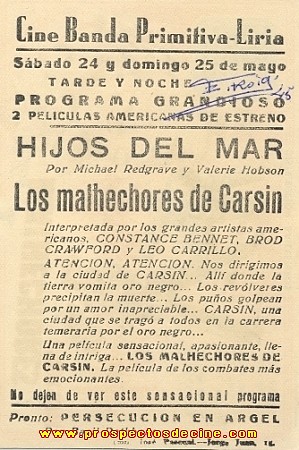 Cine Banda Primitiva-Liria
Sábado 24 y domingo 25 de mayo
TARDE Y NOCHE
PROGRAMA GRANDIOSO
2 PELICULAS AMERICANAS DE ESTRENO
HIJOS DEL MAR
Por Michael Redgrave y Valerie Hobson
Los malhechores de Carsin
Interpretada por los grandes artistas ame-
ricanos, CONSTANCE BENNET, BROD
CRAWFORD y LEO CARRILLO.
ATENCION, ATENCION. Nos dirigimos
a la ciudad de CARSIN... Allí donde la
tierra vomita oro negro... Los revólveres
precipitan la muerte... Los puños golpean
por un amor inapreciable... CARSIN, una
ciudad que se tragó a todos en la carrera
temeraria por el oro negro...
Una película sensacional, apasionante, lle-
na de intriga... LOS MALHECHORES DE
CARSIN. La película de los combates más
emocionantes.
No dejen de ver este sensacional programa
Pronto: PERSECUCION EN ARGEL
www.prospectosdecine.com
José Pascual.-Jorge Juan,